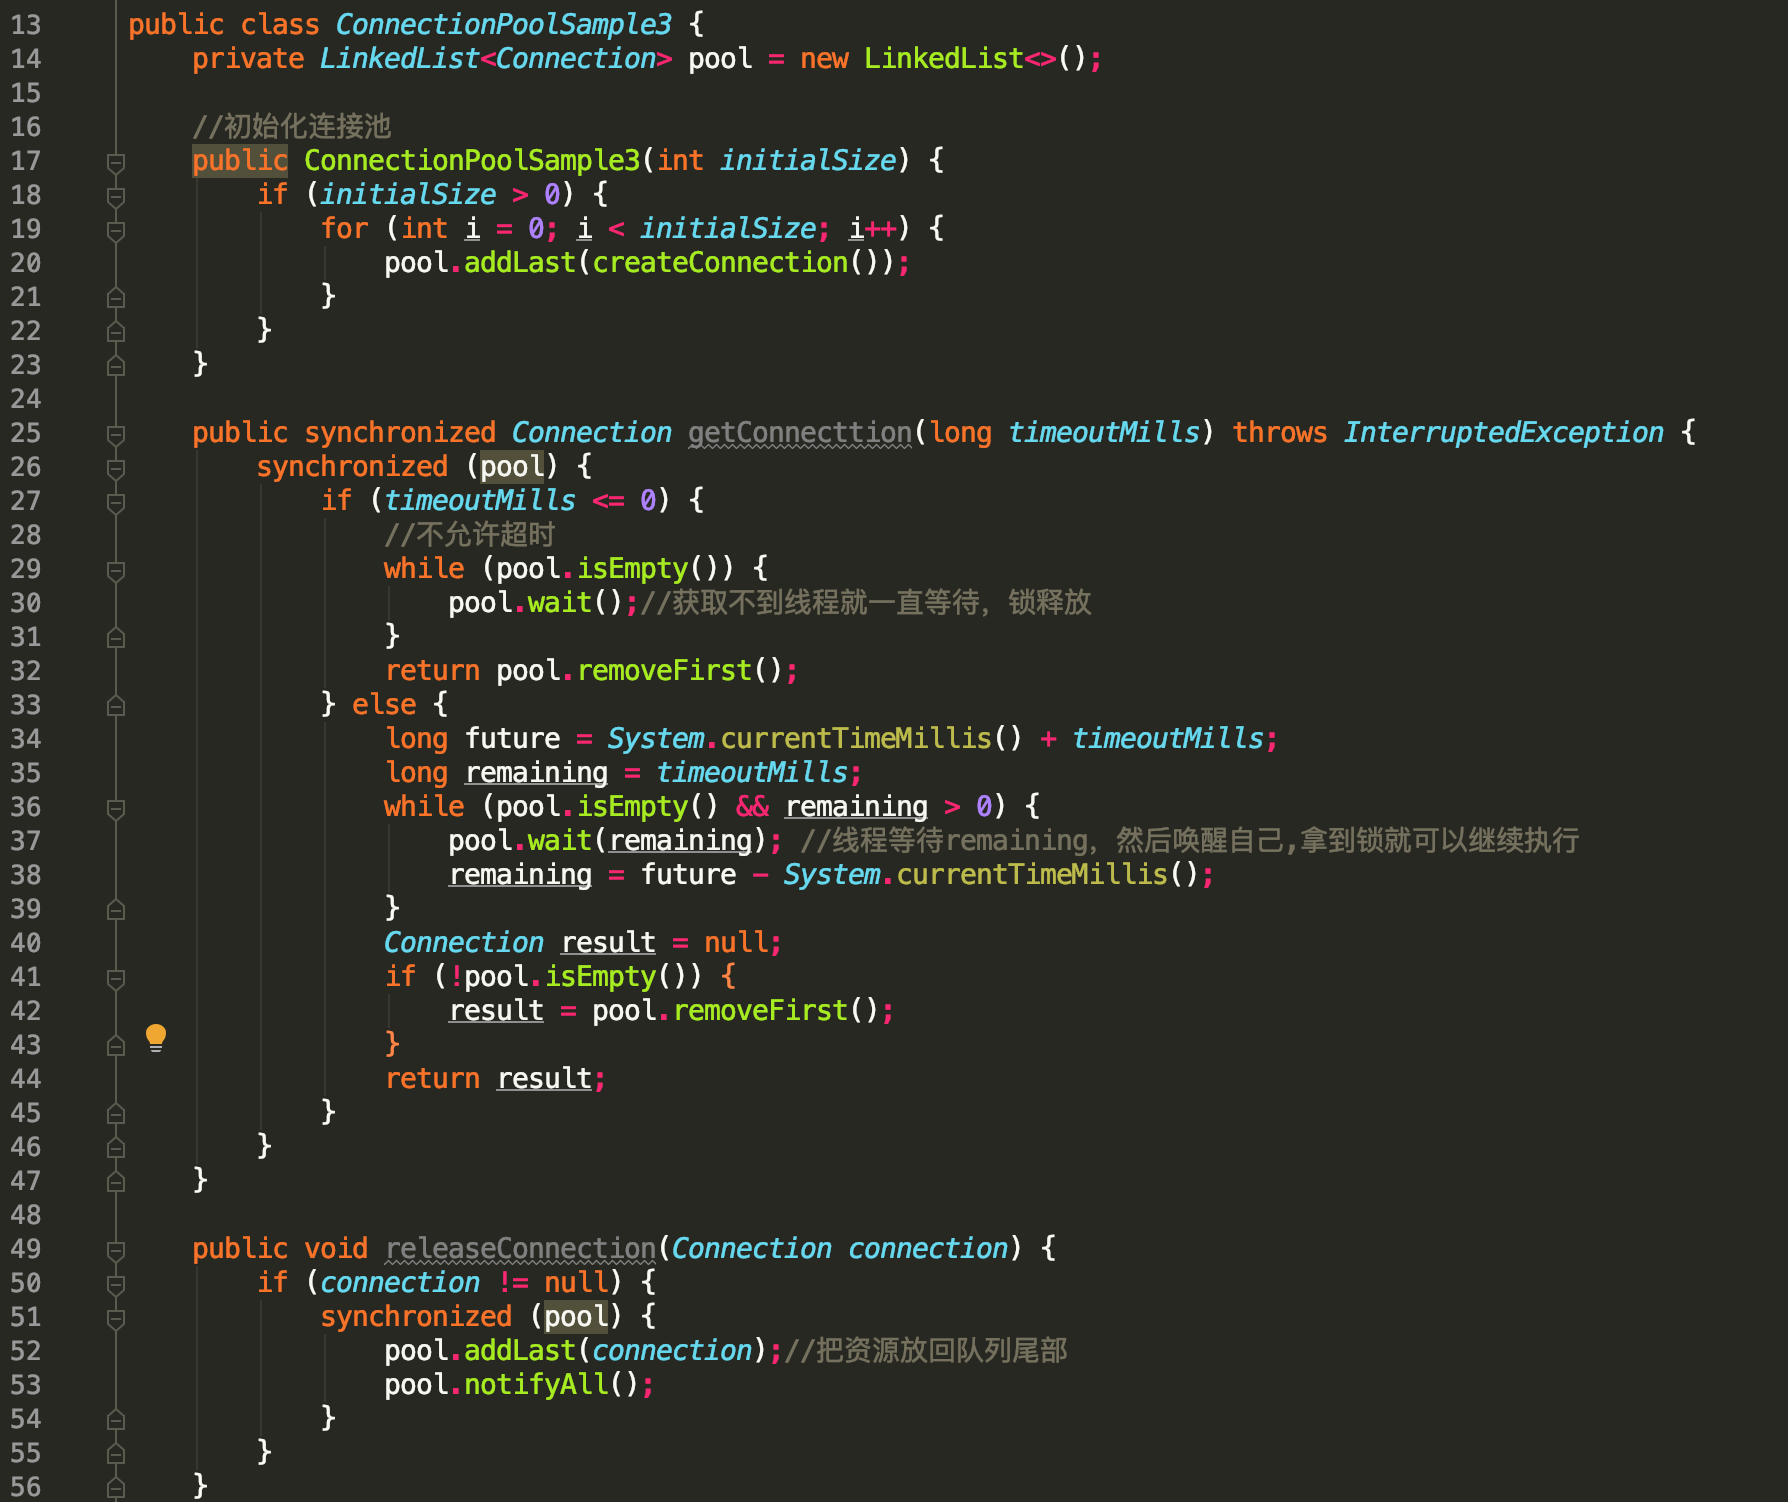 13 public class ConnectionPoolSample3 {
14     private LinkedList<Connection> pool = new LinkedList<>();
15
16     //初始化连接池
17     public ConnectionPoolSample3(int initialSize) {
18         if (initialSize > 0) {
19             for (int i = 0; i < initialSize; i++) {
20                 pool.addLast(createConnection());
21             }
22         }
23     }
24
25     public synchronized Connection getConnecttion(long timeoutMills) throws InterruptedException {
26         synchronized (pool) {
27             if (timeoutMills <= 0) {
28                 //不允许超时
29                 while (pool.isEmpty()) {
30                     pool.wait();//获取不到线程就一直等待，锁释放
31                 }
32                 return pool.removeFirst();
33             } else {
34                 long future = System.currentTimeMillis() + timeoutMills;
35                 long remaining = timeoutMills;
36                 while (pool.isEmpty() && remaining > 0) {
37                     pool.wait(remaining); //线程等待remaining，然后唤醒自己,拿到锁就可以继续执行
38                     remaining = future - System.currentTimeMillis();
39                 }
40                 Connection result = null;
41                 if (!pool.isEmpty()) {
42                     result = pool.removeFirst();
43                 }
44                 return result;
45             }
46         }
47     }
48
49     public void releaseConnection(Connection connection) {
50         if (connection != null) {
51             synchronized (pool) {
52                 pool.addLast(connection);//把资源放回队列尾部
53                 pool.notifyAll();
54             }
55         }
56     }